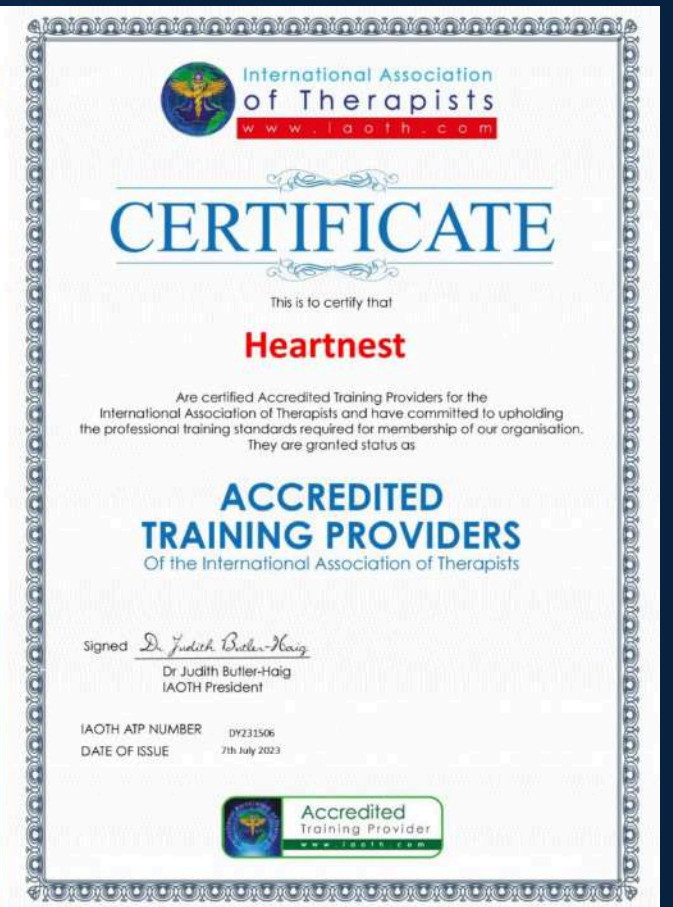 International Association
of Therapists
www.iaoth.com
CERTIFICATE
This is to certify that
Heartnest
Are certified Accredited Training Providers for the
International Association of Therapists and have committed to upholding
the professional training standards required for membership of our organisation.
They are granted status as
ACCREDITED
TRAINING PROVIDERS
Of the International Association of Therapists
Signed Dr Judith Butler-Haig
Dr Judith Butler-Haig
IAOTH President
IAOTH ATP NUMBER DY231506
DATE OF ISSUE 7th July 2023
Accredited
Training Provider
www.iaoth.com